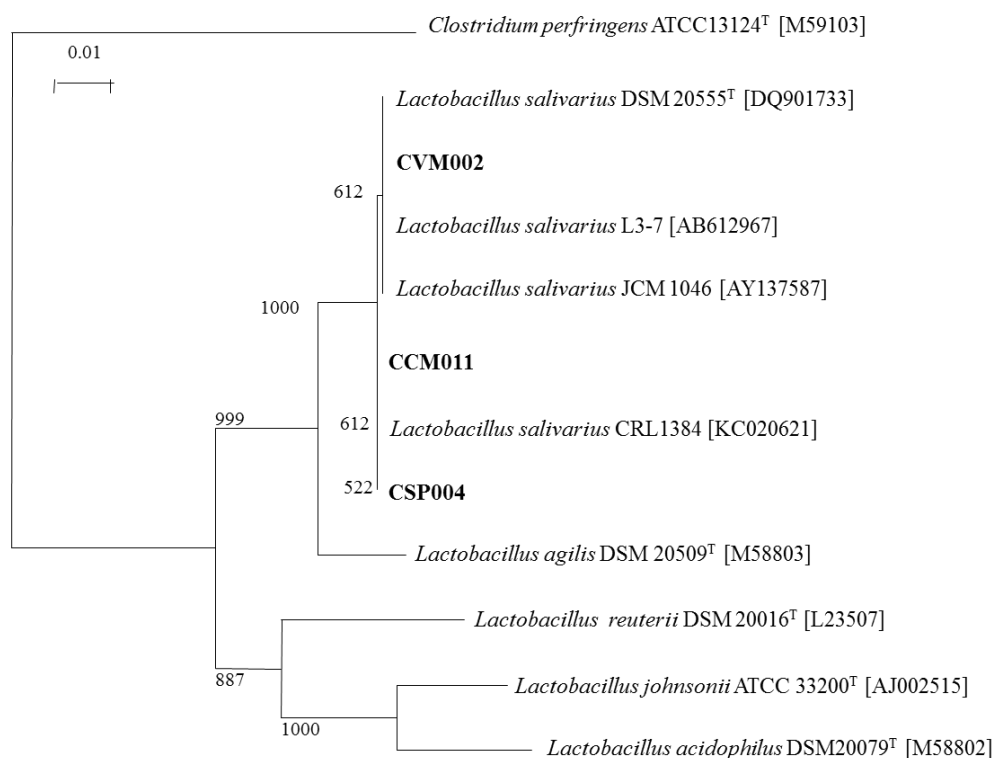 Clostridium perfringens ATCC13124ᵀ [M59103]
0.01
Lactobacillus salivarius DSM 20555ᵀ [DQ901733]
CVM002
612
Lactobacillus salivarius L3-7 [AB612967]
Lactobacillus salivarius JCM 1046 [AY137587]
1000
CCM011
999
612
Lactobacillus salivarius CRL1384 [KC020621]
522
CSP004
Lactobacillus agilis DSM 20509ᵀ [M58803]
Lactobacillus reuterii DSM 20016ᵀ [L23507]
887
Lactobacillus johnsonii ATCC 33200ᵀ [AJ002515]
1000
Lactobacillus acidophilus DSM20079ᵀ [M58802]